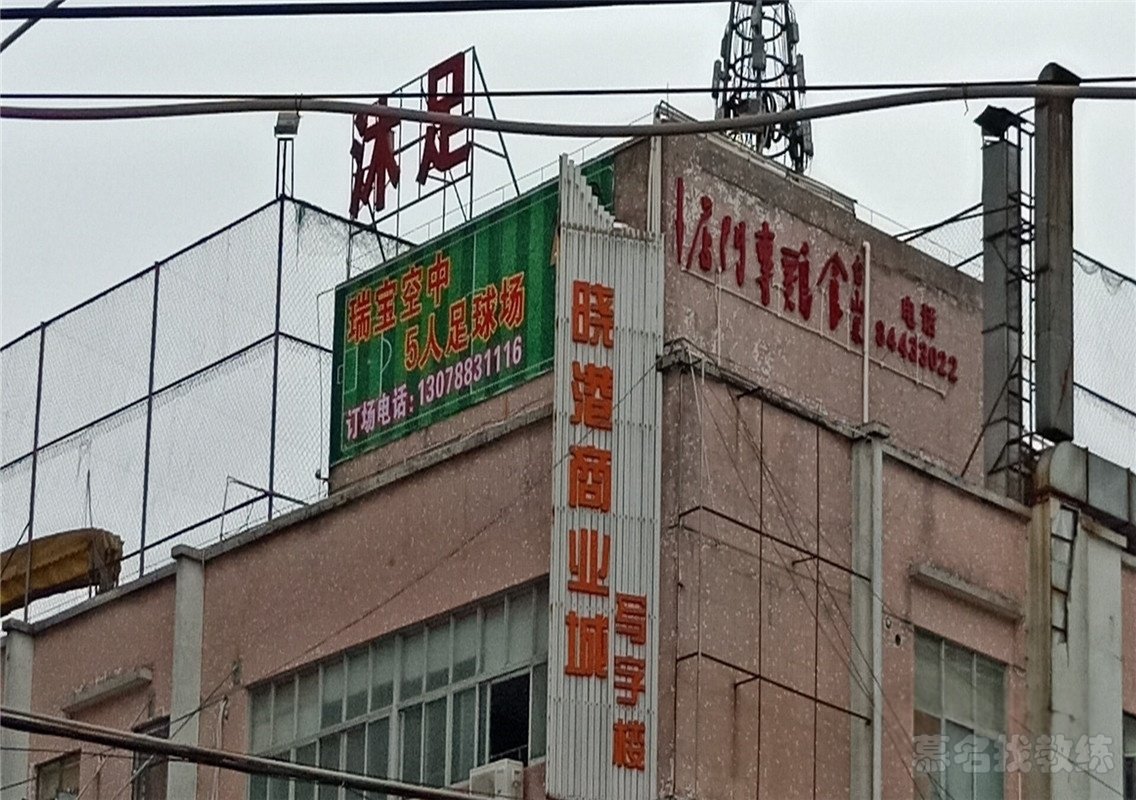 沐足
瑞宝空中
5人足球场
订场电话:13078831116
晓港商业城
写字楼
电话
84433022
慕名找教练